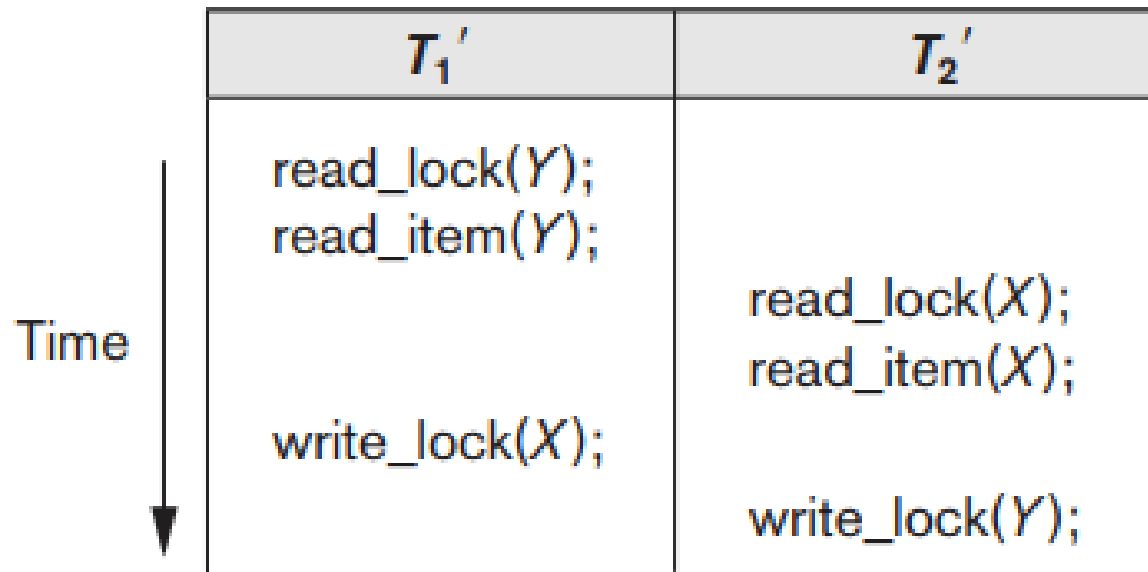 T₁′ T₂′
read_lock(Y);
read_item(Y);
read_lock(X);
Time
read_item(X);
write_lock(X);
write_lock(Y);